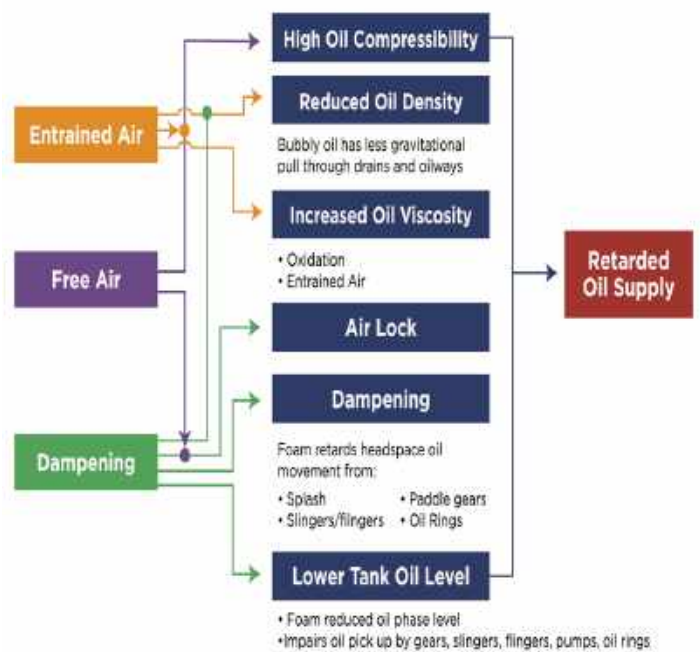 High Oil Compressibility
Entrained Air
Reduced Oil Density
Bubbly oil has less gravitational
pull through drains and oilways
Increased Oil Viscosity
• Oxidation
• Entrained Air
Free Air
Retarded
Oil Supply
Air Lock
Dampening
Dampening
Foam retards headspace oil
movement from:
• Splash
• Paddle gears
• Slingers/flingers
• Oil Rings
Lower Tank Oil Level
• Foam reduced oil phase level
•Impairs oil pick up by gears, slingers, flingers, pumps, oil rings